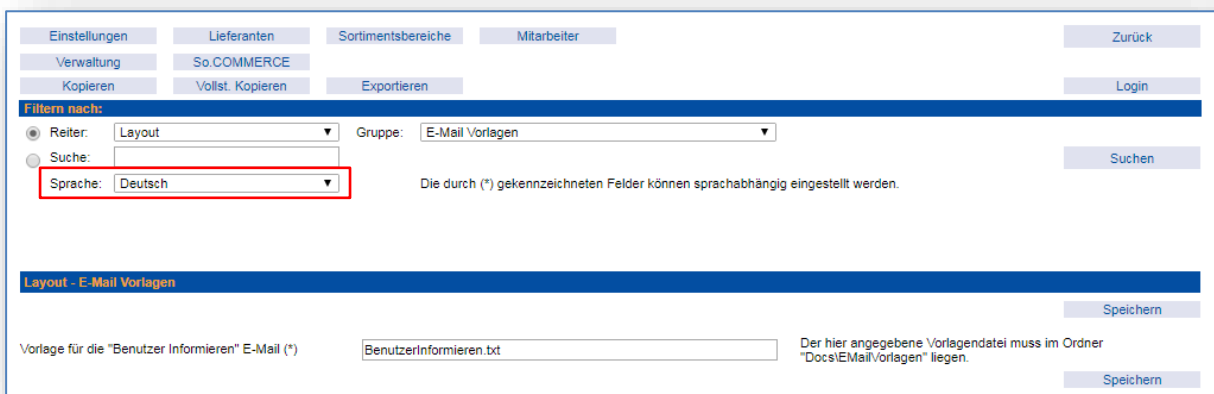 Einstellungen Lieferanten Sortimentsbereiche Mitarbeiter Zurück
Verwaltung So.COMMERCE
Kopieren Vollst. Kopieren Exportieren Login
Filtern nach:
Reiter: Layout Gruppe: E-Mail Vorlagen
Suche: Suchen
Sprache: Deutsch Die durch (*) gekennzeichneten Felder können sprachabhängig eingestellt werden.
Layout - E-Mail Vorlagen
Speichern
Vorlage für die "Benutzer Informieren" E-Mail (*) BenutzerInformieren.txt Der hier angegebene Vorlagendatei muss im Ordner
"Docs\EMailVorlagen" liegen.
Speichern